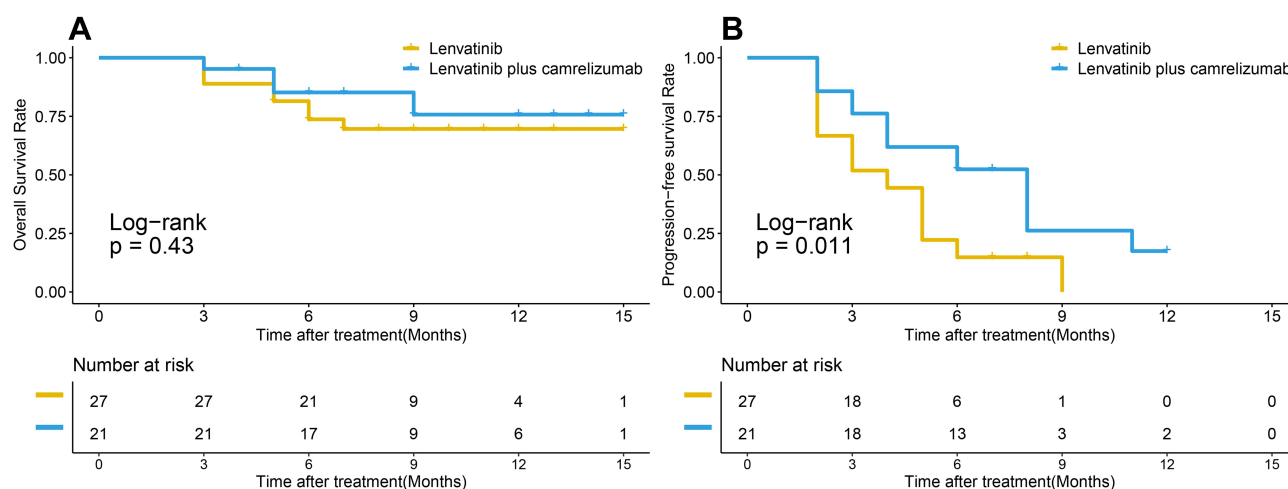 A
Lenvatinib
Lenvatinib plus camrelizumab
Overall Survival Rate
1.00
0.75
0.50
0.25
0.00
Log−rank
p = 0.43
0 3 6 9 12 15
Time after treatment(Months)
Number at risk
27 27 21 9 4 1
21 21 17 9 6 1
0 3 6 9 12 15
Time after treatment(Months)
B
Lenvatinib
Lenvatinib plus camrelizumab
Progression−free survival Rate
1.00
0.75
0.50
0.25
0.00
Log−rank
p = 0.011
0 3 6 9 12 15
Time after treatment(Months)
Number at risk
27 18 6 1 0 0
21 18 13 3 2 0
0 3 6 9 12 15
Time after treatment(Months)